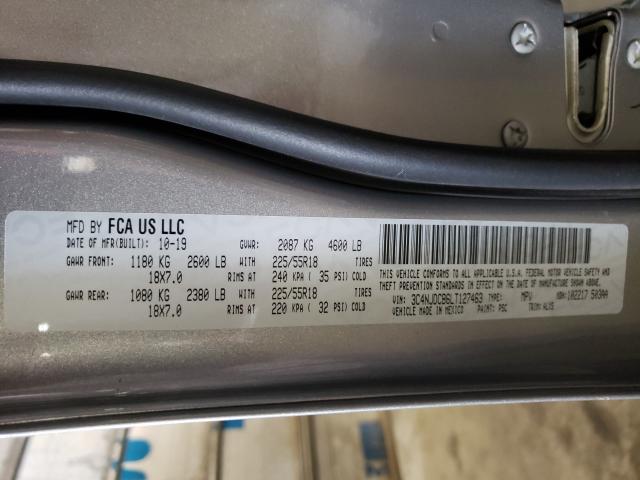 MFD BY FCA US LLC
DATE OF MFR(BUILT): 10-19 GVWR: 2087 KG 4600 LB
GAWR FRONT: 1180 KG 2600 LB WITH 225/55R18 TIRES
18X7.0 RIMS AT 240 KPA ( 35 PSI) COLD
GAWR REAR: 1080 KG 2380 LB WITH 225/55R18 TIRES
18X7.0 RIMS AT 220 KPA ( 32 PSI) COLD
THIS VEHICLE CONFORMS TO ALL APPLICABLE U.S.A. FEDERAL MOTOR VEHICLE SAFETY AND
THEFT PREVENTION STANDARDS IN EFFECT ON THE DATE OF MANUFACTURE SHOWN ABOVE.
VIN: 3C4NJDCB6LT127463 TYPE: MPV MDH: 102217 503AA
VEHICLE MADE IN MEXICO PAINT: PSC TRIM: